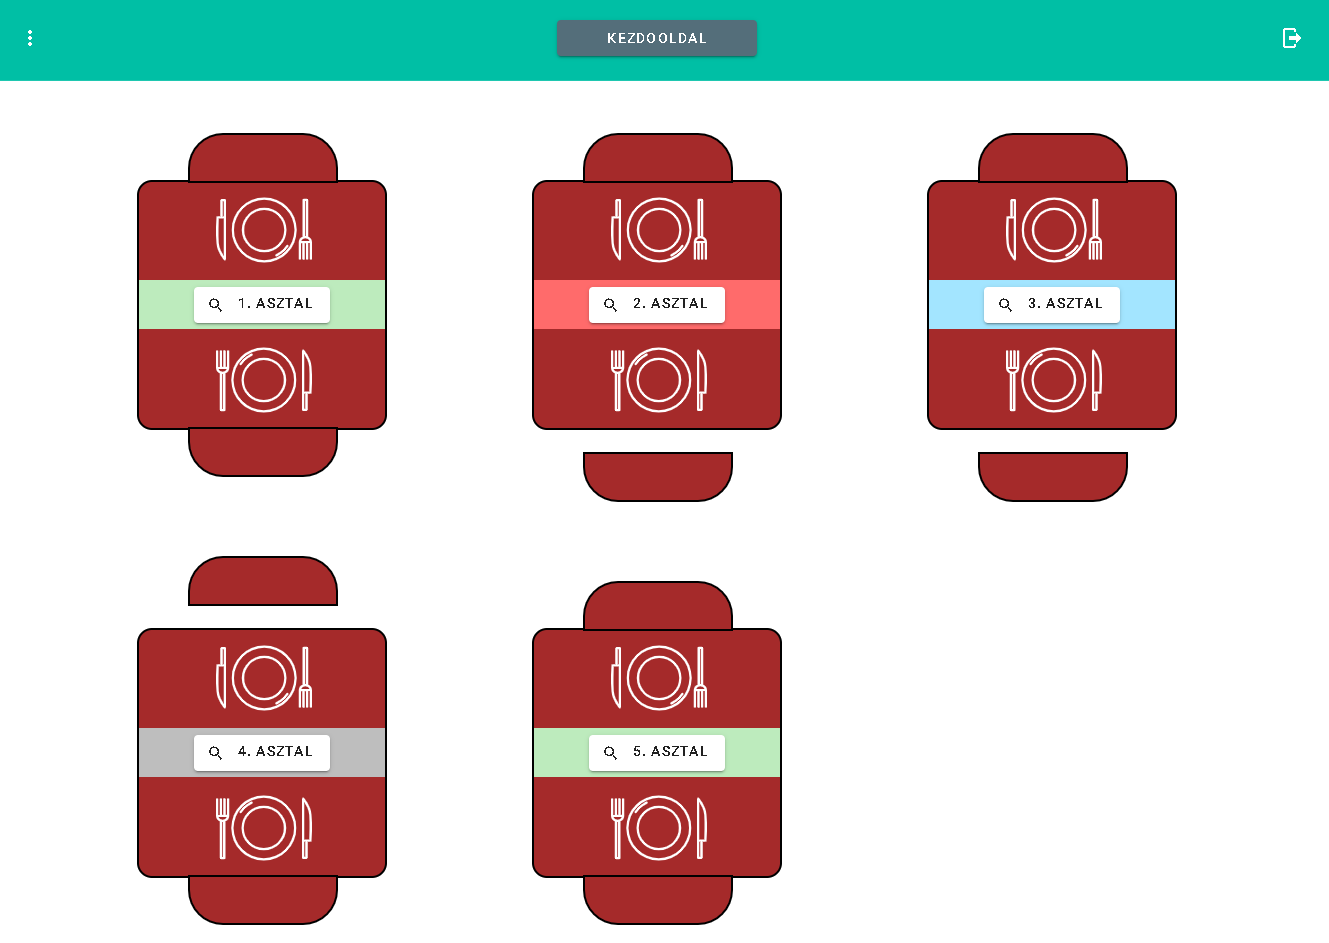 KEZDOOLDAL
1. ASZTAL
2. ASZTAL
3. ASZTAL
4. ASZTAL
5. ASZTAL